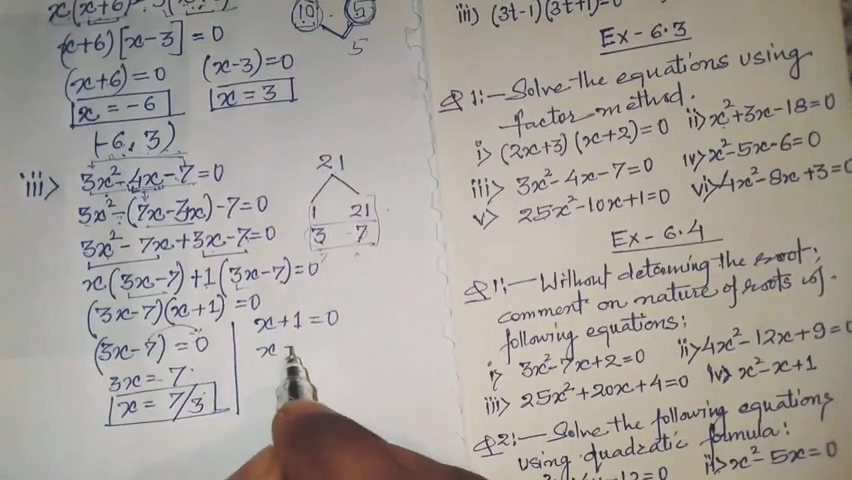 (x+6)[x-3] = 0
(x+6) = 0 (x-3) = 0
x = -6 x = 3
(-6, 3)
10
5
iii> 3x²-4x-7 = 0
3x²-(7x-3x)-7 = 0
3x²-7x+3x-7 = 0
x(3x-7)+1(3x-7) = 0
(3x-7)(x+1) = 0
(3x-7) = 0
3x = 7
x = 7/3
x+1 = 0
x =
21
1 21
3 7
iii) (3t-1)(3t+1)=0
Ex-6.3
Q1:- Solve the equations using
factor method.
i> (2x+3)(x+2)=0 ii> x²+3x-18=0
iii> 3x²-4x-7=0 iv> x²-5x-6=0
v> 25x²-10x+1=0 vi> 4x²-8x+3=0
Ex-6.4
Q1:- Without detarming the root;
comment on nature of roots of
following equations:
i> 3x²-7x+2=0 ii> 4x²-12x+9=0
iii> 25x²+20x+4=0 iv> x²-x+1
Q2:- Solve the following equations
using quadratic formula:
ii> x²-5x=0